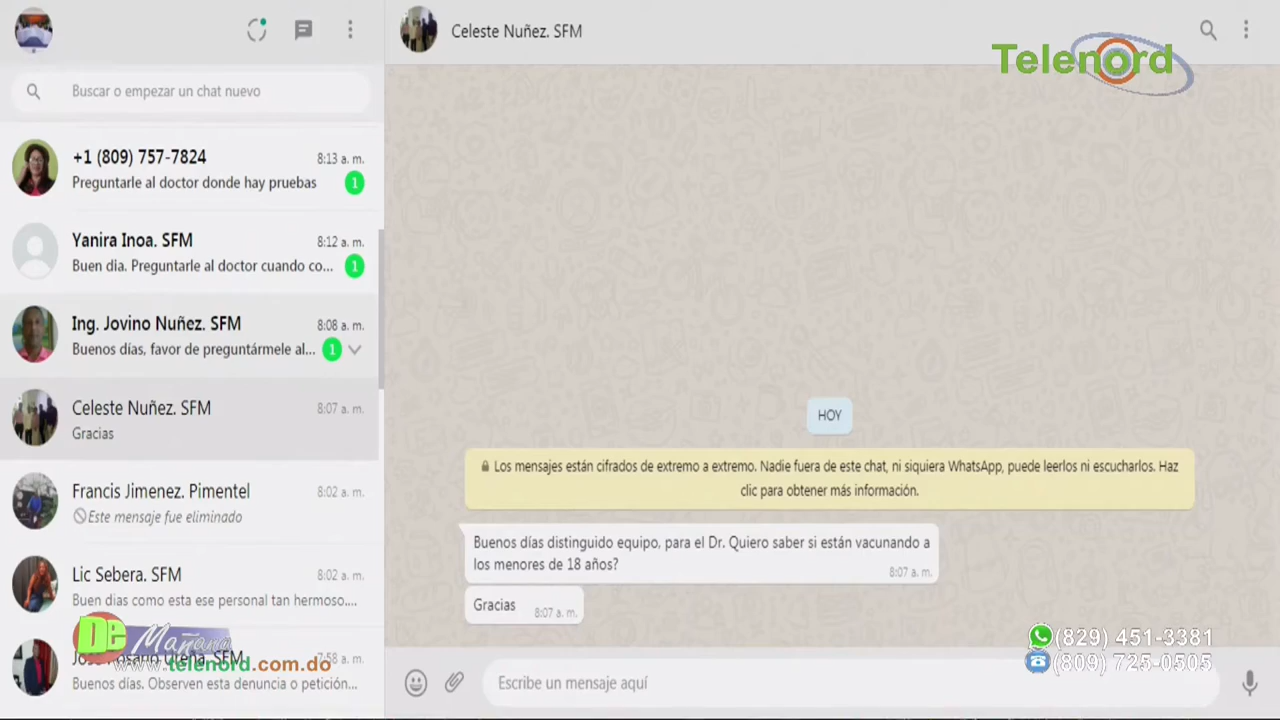 Buscar o empezar un chat nuevo
+1 (809) 757-7824
8:13 a. m.
Preguntarle al doctor donde hay pruebas
1
Yanira Inoa. SFM
8:12 a. m.
Buen dia. Preguntarle al doctor cuando co...
1
Ing. Jovino Nuñez. SFM
8:08 a. m.
Buenos días, favor de preguntármele al...
1
Celeste Nuñez. SFM
8:07 a. m.
Gracias
Francis Jimenez. Pimentel
8:02 a. m.
Este mensaje fue eliminado
Lic Sebera. SFM
8:02 a. m.
Buen dias como esta ese personal tan hermoso....
7:58 a. m.
Buenos días. Observen esta denuncia o petición...
De Mañana
www.telenord.com.do
Celeste Nuñez. SFM
Telenord
HOY
Los mensajes están cifrados de extremo a extremo. Nadie fuera de este chat, ni siquiera WhatsApp, puede leerlos ni escucharlos. Haz
clic para obtener más información.
Buenos días distinguido equipo, para el Dr. Quiero saber si están vacunando a
los menores de 18 años?
8:07 a. m.
Gracias
8:07 a. m.
(829) 451-3381
(809) 725-0505
Escribe un mensaje aquí